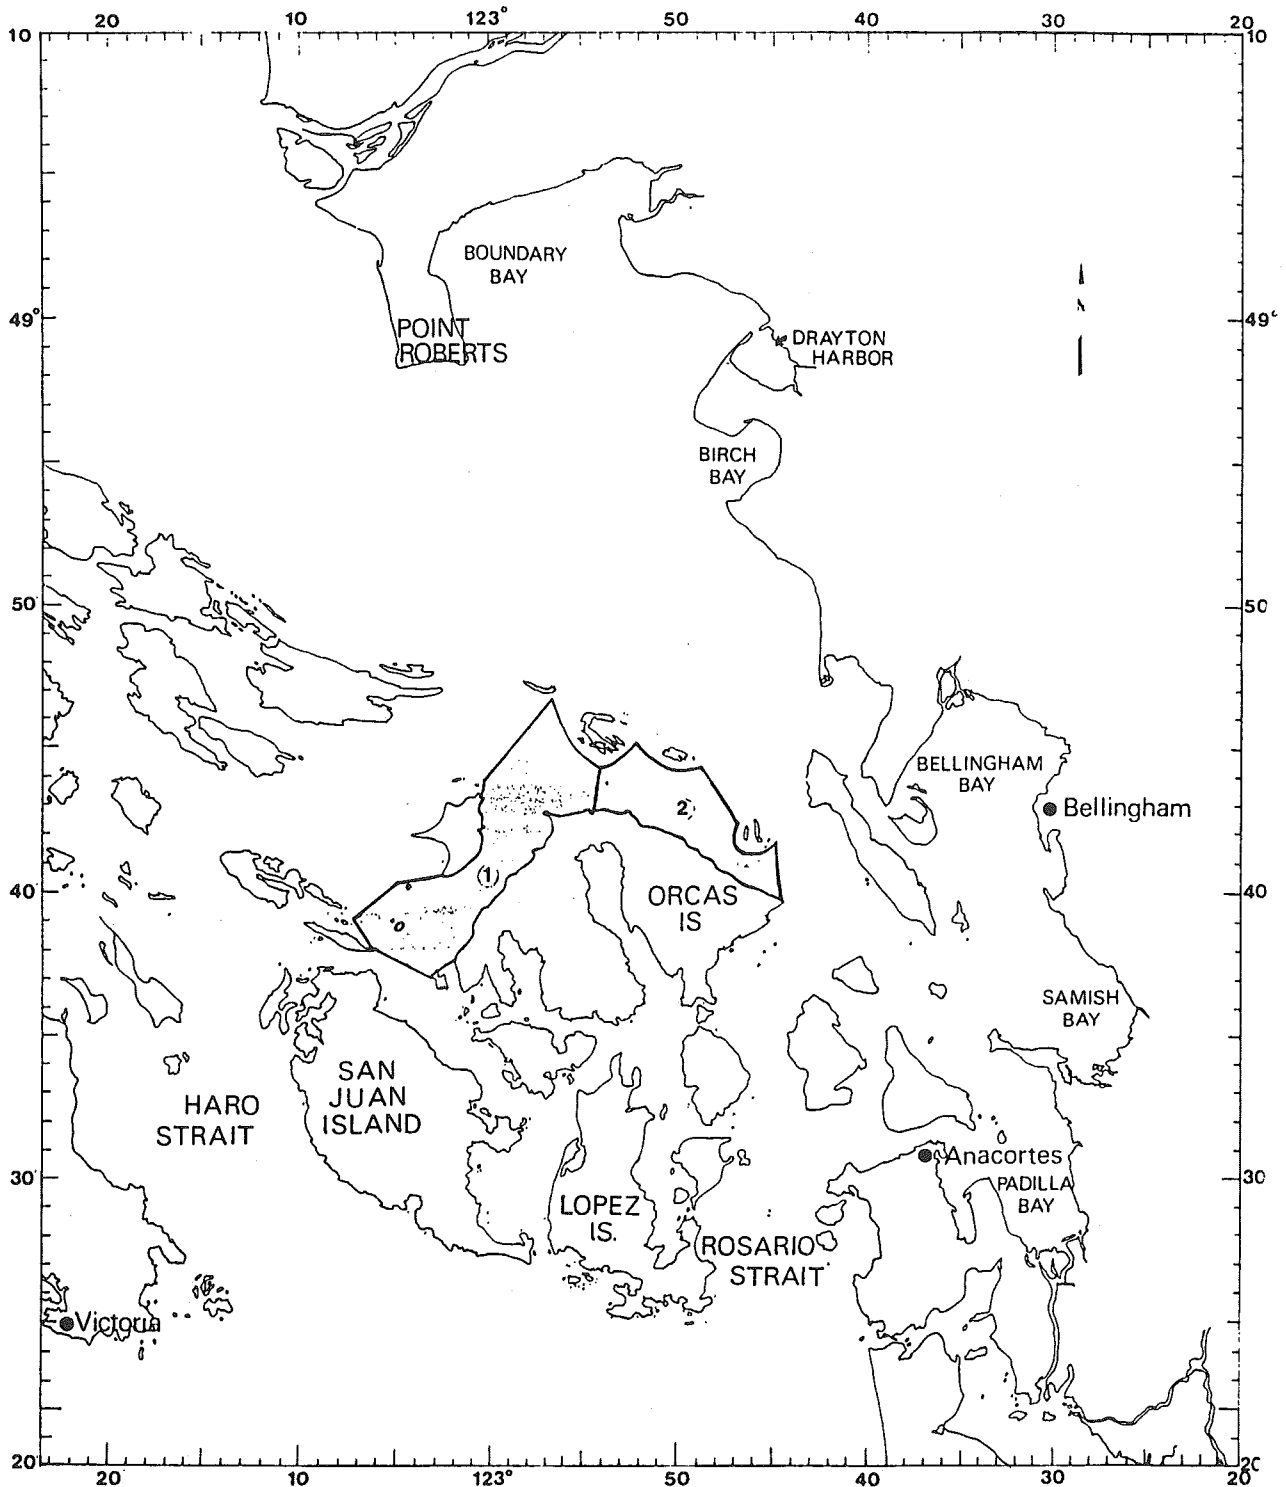 20 10 123° 50 40 30 20
10 10
BOUNDARY
BAY
49° 49°
POINT
ROBERTS
DRAYTON
HARBOR
BIRCH
BAY
50' 50'
BELLINGHAM
BAY
Bellingham
2
1
40 40
ORCAS
IS
SAMISH
BAY
SAN
JUAN
ISLAND
HARO
STRAIT
Anacortes
30' 30
PADILLA
BAY
LOPEZ
IS.
ROSARIO
STRAIT
Victoria
20 20
20 10 123° 50 40 30 20